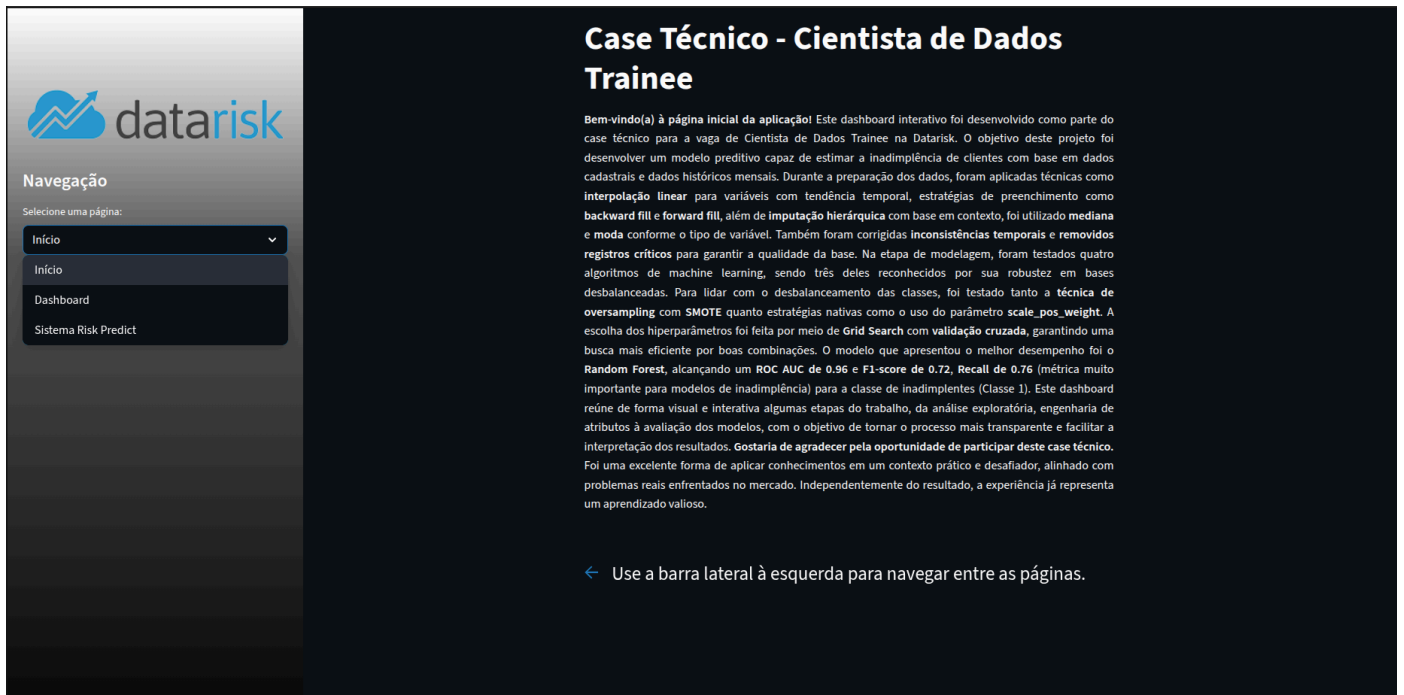 datarisk
Navegação
Selecione uma página:
Início
Início
Dashboard
Sistema Risk Predict
Case Técnico - Cientista de Dados
Trainee
Bem-vindo(a) à página inicial da aplicação! Este dashboard interativo foi desenvolvido como parte do
case técnico para a vaga de Cientista de Dados Trainee na Datarisk. O objetivo deste projeto foi
desenvolver um modelo preditivo capaz de estimar a inadimplência de clientes com base em dados
cadastrais e dados históricos mensais. Durante a preparação dos dados, foram aplicadas técnicas como
interpolação linear para variáveis com tendência temporal, estratégias de preenchimento como
backward fill e forward fill, além de imputação hierárquica com base em contexto, foi utilizado mediana
e moda conforme o tipo de variável. Também foram corrigidas inconsistências temporais e removidos
registros críticos para garantir a qualidade da base. Na etapa de modelagem, foram testados quatro
algoritmos de machine learning, sendo três deles reconhecidos por sua robustez em bases
desbalanceadas. Para lidar com o desbalanceamento das classes, foi testado tanto a técnica de
oversampling com SMOTE quanto estratégias nativas como o uso do parâmetro scale_pos_weight. A
escolha dos hiperparâmetros foi feita por meio de Grid Search com validação cruzada, garantindo uma
busca mais eficiente por boas combinações. O modelo que apresentou o melhor desempenho foi o
Random Forest, alcançando um ROC AUC de 0.96 e F1-score de 0.72, Recall de 0.76 (métrica muito
importante para modelos de inadimplência) para a classe de inadimplentes (Classe 1). Este dashboard
reúne de forma visual e interativa algumas etapas do trabalho, da análise exploratória, engenharia de
atributos à avaliação dos modelos, com o objetivo de tornar o processo mais transparente e facilitar a
interpretação dos resultados. Gostaria de agradecer pela oportunidade de participar deste case técnico.
Foi uma excelente forma de aplicar conhecimentos em um contexto prático e desafiador, alinhado com
problemas reais enfrentados no mercado. Independentemente do resultado, a experiência já representa
um aprendizado valioso.
← Use a barra lateral à esquerda para navegar entre as páginas.